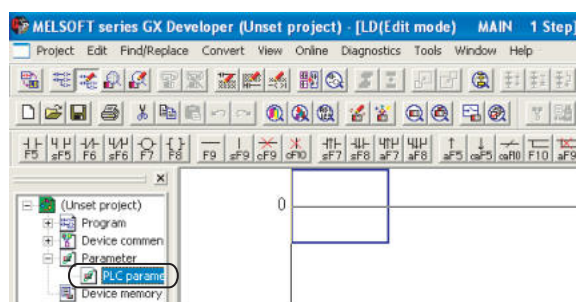 MELSOFT series GX Developer (Unset project) - [LD(Edit mode) MAIN 1 Step]
Project Edit Find/Replace Convert View Online Diagnostics Tools Window Help
F5 sF5 F6 sF6 F7 F8 F9 sF9 cF9 cF10 sF7 sF8 aF7 aF8 aF5 caF5 caF10 F10 aF9
(Unset project)
0
Program
Device commen
Parameter
PLC parame
Device memory